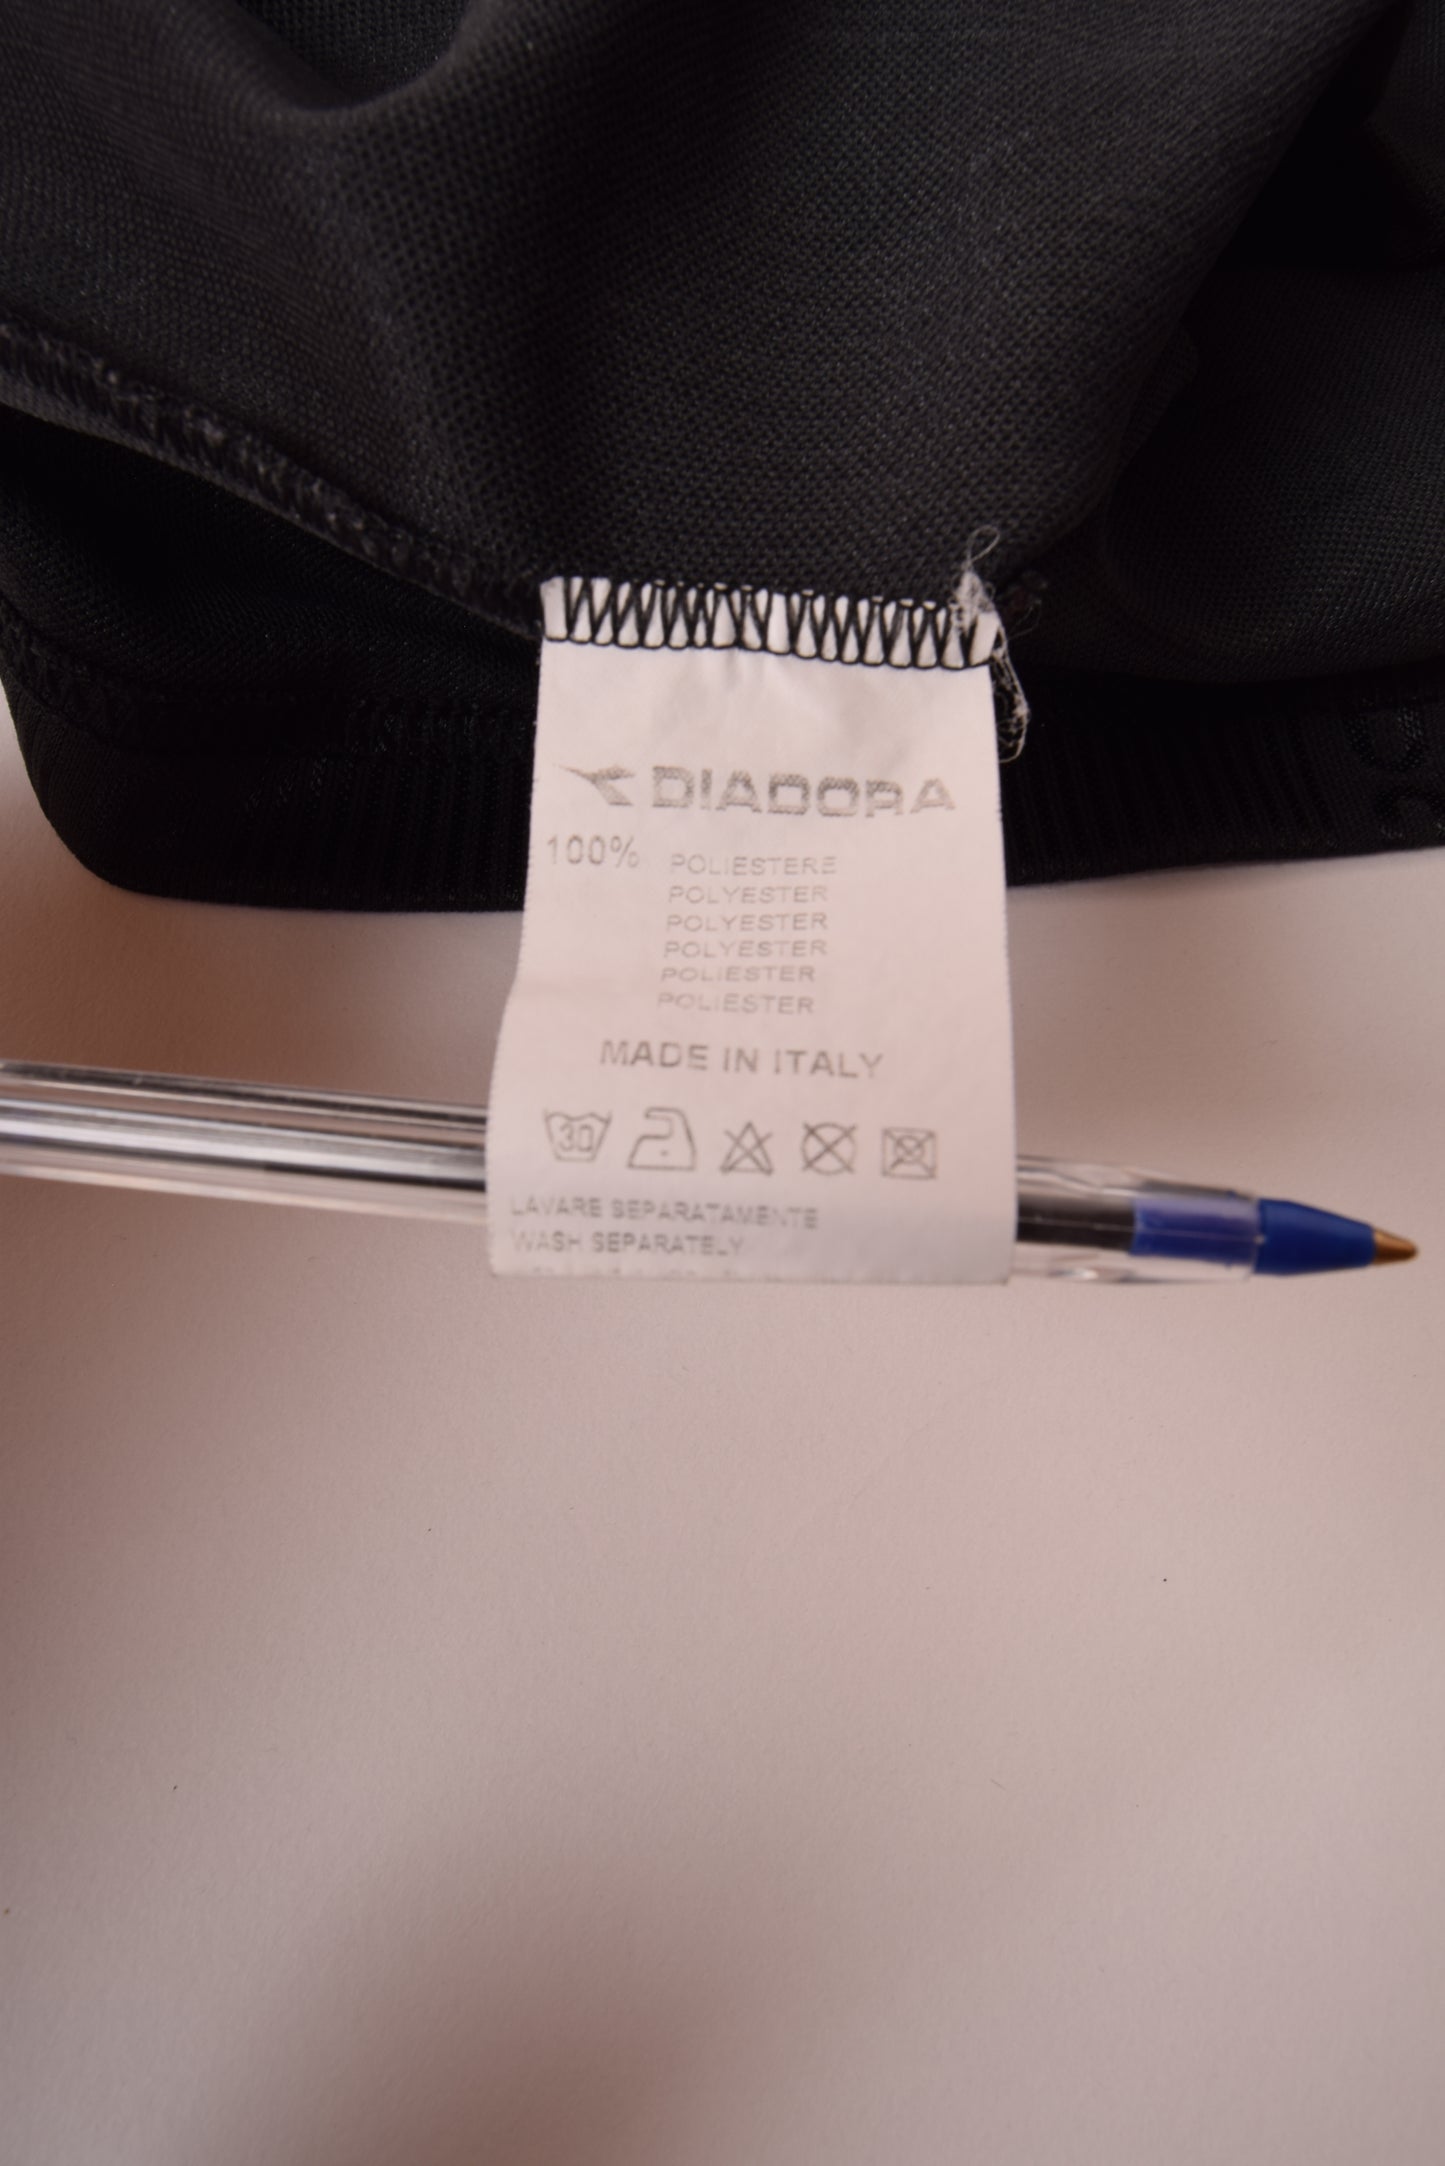 DIADORA
100% POLIESTERE
POLYESTER
POLYESTER
POLYESTER
POLIESTER
POLIESTER
MADE IN ITALY
30
LAVARE SEPARATAMENTE
WASH SEPARATELY